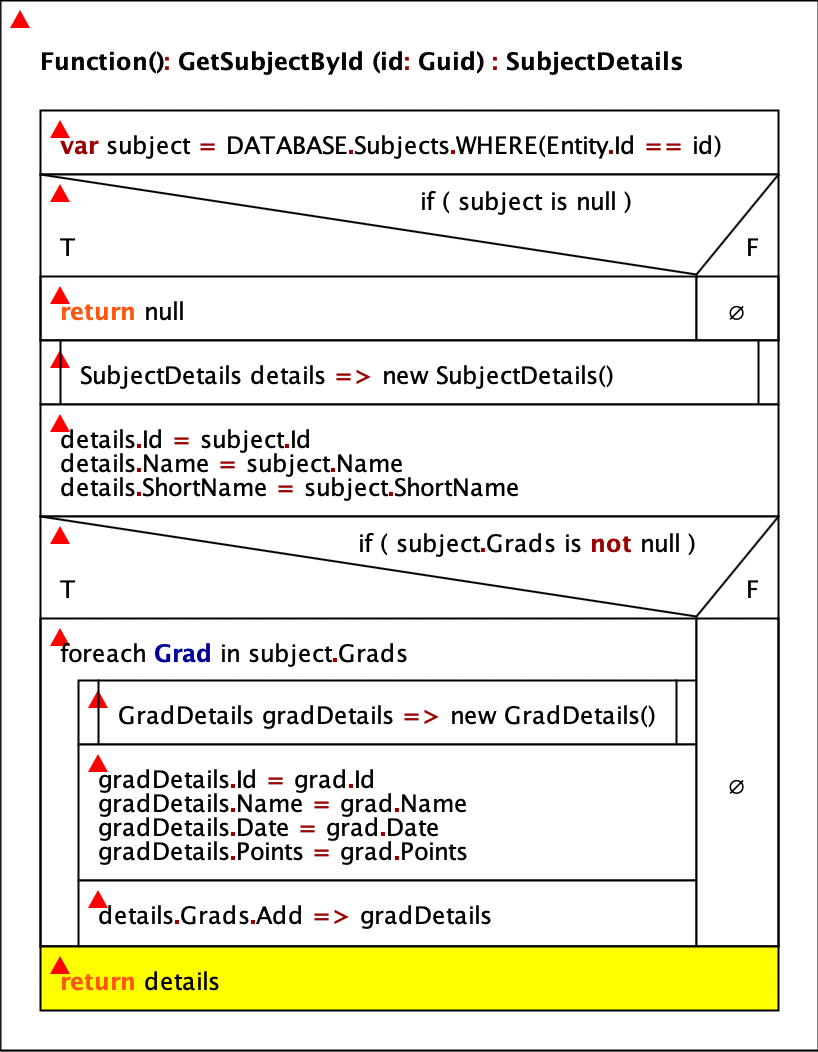 Function(): GetSubjectById (id: Guid) : SubjectDetails
var subject = DATABASE.Subjects.WHERE(Entity.Id == id)
if ( subject is null )
T
F
return null
∅
SubjectDetails details => new SubjectDetails()
details.Id = subject.Id
details.Name = subject.Name
details.ShortName = subject.ShortName
if ( subject.Grads is not null )
T
F
foreach Grad in subject.Grads
GradDetails gradDetails => new GradDetails()
gradDetails.Id = grad.Id
gradDetails.Name = grad.Name
gradDetails.Date = grad.Date
gradDetails.Points = grad.Points
∅
details.Grads.Add => gradDetails
return details